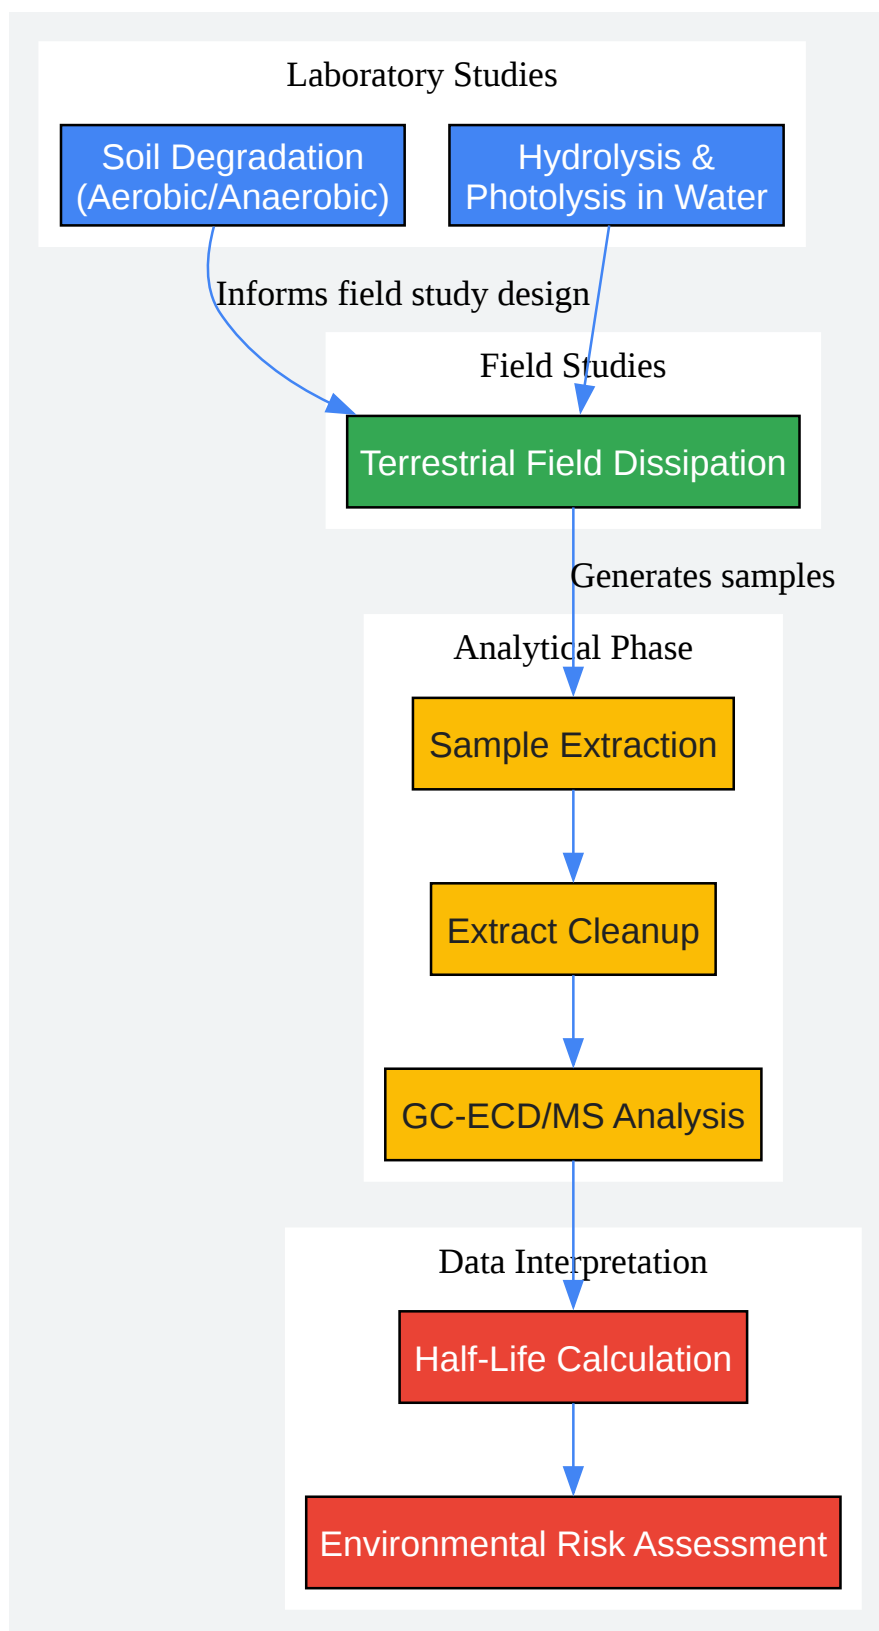 Laboratory Studies
Soil Degradation
(Aerobic/Anaerobic)
Hydrolysis &
Photolysis in Water
Informs field study design
Field Studies
Terrestrial Field Dissipation
Generates samples
Analytical Phase
Sample Extraction
Extract Cleanup
GC-ECD/MS Analysis
Data Interpretation
Half-Life Calculation
Environmental Risk Assessment